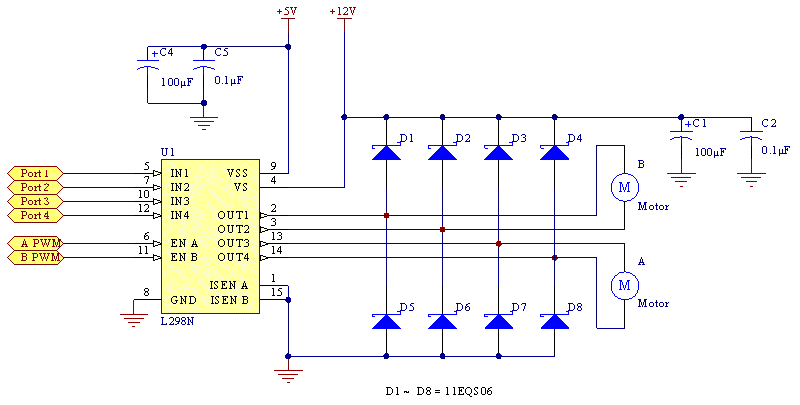 +5V
+12V
+ C4
C5
100µF
0.1µF
D1
D2
D3
D4
+ C1
C2
100µF
0.1µF
U1
Port 1
5
IN1
VSS
9
Port 2
7
IN2
VS
4
Port 3
10
IN3
Port 4
12
IN4
OUT1
2
OUT2
3
A PWM
6
EN A
OUT3
13
B PWM
11
EN B
OUT4
14
B
M
Motor
A
M
Motor
ISEN A
1
8
GND
ISEN B
15
L298N
D5
D6
D7
D8
D1 ~ D8 = 11EQS06